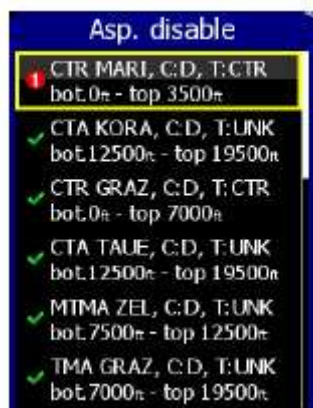 Asp. disable
1 CTR MARI, C:D, T:CTR
bot.0ft - top 3500ft
CTA KORA, C:D, T:UNK
bot.12500ft - top 19500ft
CTR GRAZ, C:D, T:CTR
bot.0ft - top 7000ft
CTA TAUE, C:D, T:UNK
bot.12500ft - top 19500ft
MTMA ZEL, C:D, T:UNK
bot.7500ft - top 12500ft
TMA GRAZ, C:D, T:UNK
bot.7000ft - top 19500ft